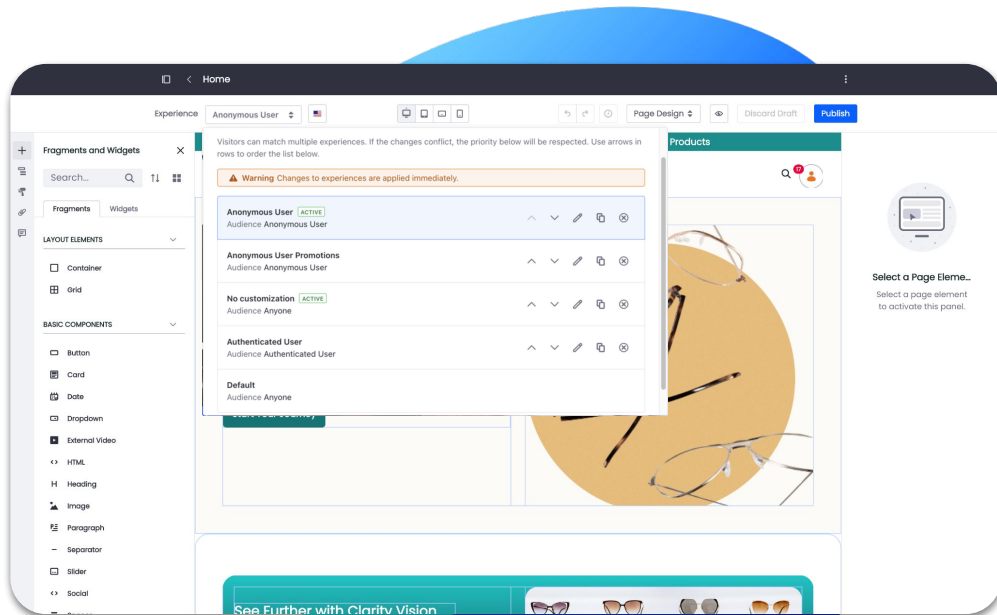 Home
Experience
Anonymous User
Page Design
Discard Draft
Publish
Fragments and Widgets
Search...
Fragments
Widgets
LAYOUT ELEMENTS
Container
Grid
BASIC COMPONENTS
Button
Card
Date
Dropdown
External Video
HTML
Heading
Image
Paragraph
Separator
Slider
Social
Visitors can match multiple experiences. If the changes conflict, the priority below will be respected. Use arrows in
rows to order the list below.
Warning Changes to experiences are applied immediately.
Anonymous User ACTIVE
Audience Anonymous User
Anonymous User Promotions
Audience Anonymous User
No customization ACTIVE
Audience Anyone
Authenticated User
Audience Authenticated User
Default
Audience Anyone
Products
17
Start Your Journey
See Further with Clarity Vision
Select a Page Eleme...
Select a page element
to activate this panel.